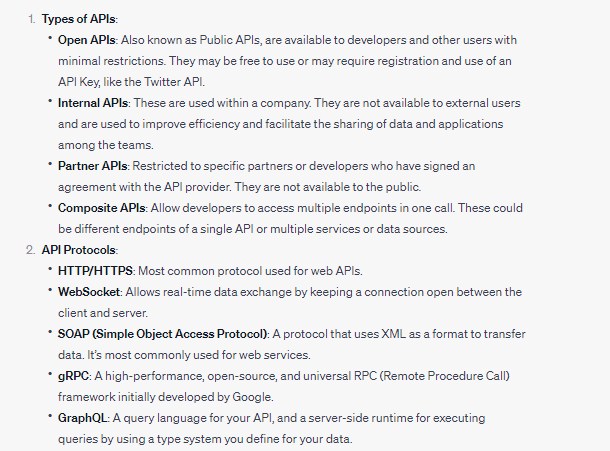 1. Types of APIs:
• Open APIs: Also known as Public APIs, are available to developers and other users with
minimal restrictions. They may be free to use or may require registration and use of an
API Key, like the Twitter API.
• Internal APIs: These are used within a company. They are not available to external users
and are used to improve efficiency and facilitate the sharing of data and applications
among the teams.
• Partner APIs: Restricted to specific partners or developers who have signed an
agreement with the API provider. They are not available to the public.
• Composite APIs: Allow developers to access multiple endpoints in one call. These could
be different endpoints of a single API or multiple services or data sources.
2. API Protocols:
• HTTP/HTTPS: Most common protocol used for web APIs.
• WebSocket: Allows real-time data exchange by keeping a connection open between the
client and server.
• SOAP (Simple Object Access Protocol): A protocol that uses XML as a format to transfer
data. It's most commonly used for web services.
• gRPC: A high-performance, open-source, and universal RPC (Remote Procedure Call)
framework initially developed by Google.
• GraphQL: A query language for your API, and a server-side runtime for executing
queries by using a type system you define for your data.